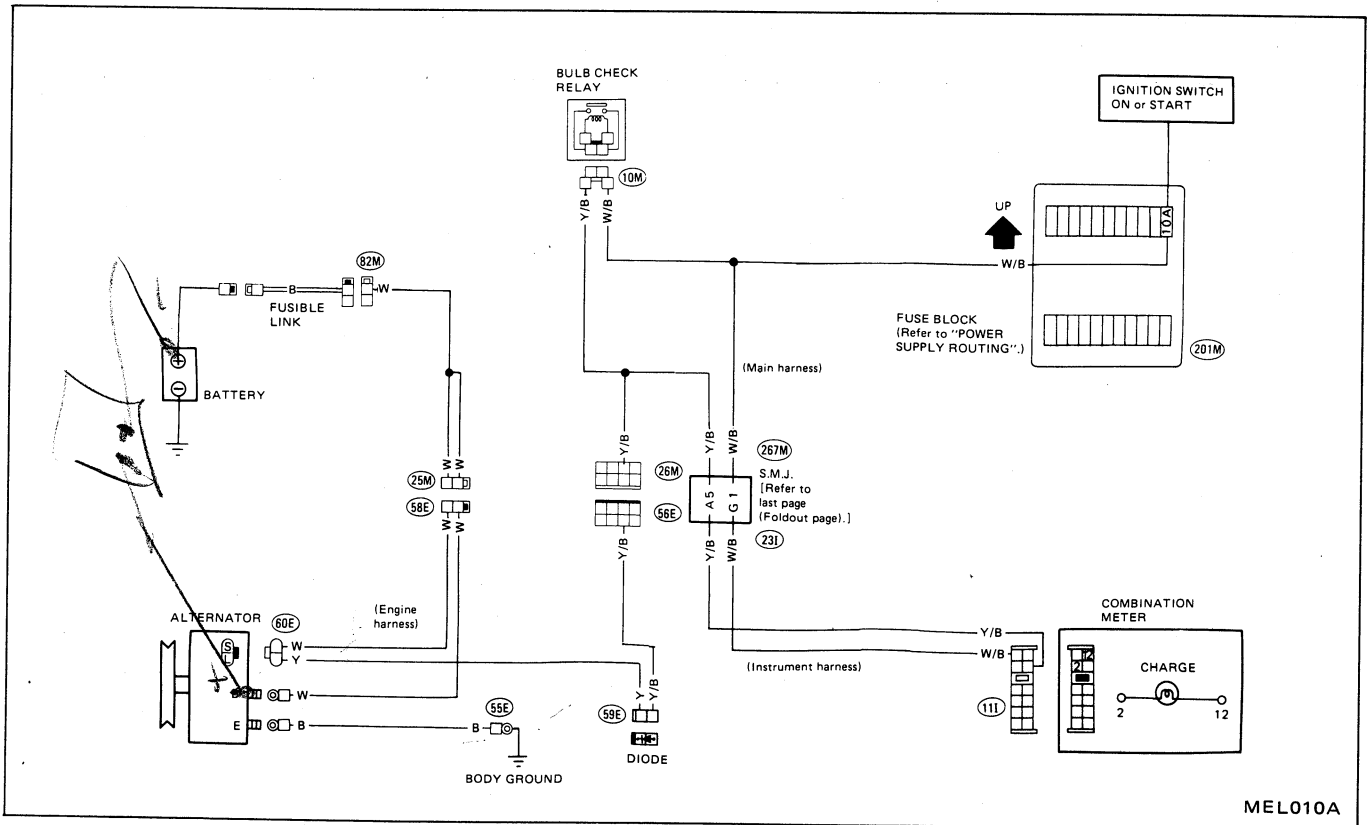 BULB CHECK
RELAY
IGNITION SWITCH
ON or START
10M
Y/B
W/B
UP
10A
W/B
82M
B
W
FUSIBLE
LINK
FUSE BLOCK
(Refer to "POWER
SUPPLY ROUTING".)
201M
+
−
BATTERY
(Main harness)
W
W
Y/B
Y/B
W/B
25M
58E
W
W
26M
56E
267M
A5
G1
S.M.J.
[Refer to
last page
(Foldout page).]
23I
Y/B
Y/B
W/B
ALTERNATOR
60E
(Engine
harness)
S
L
W
Y
COMBINATION
METER
Y/B
W/B
(Instrument harness)
12
2
CHARGE
2
12
11I
W
Y
Y/B
59E
E
B
B
55E
BODY GROUND
DIODE
MEL010A